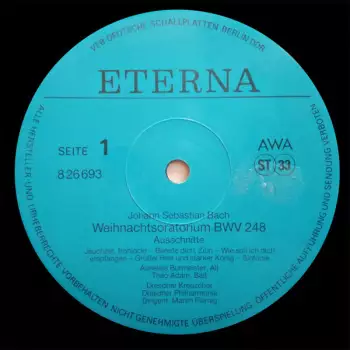 VEB DEUTSCHE SCHALLPLATTEN BERLIN DDR
ETERNA
SEITE 1
AWA
8 26 693
ST 33
Johann Sebastian Bach
Weihnachtsoratorium BWV 248
Ausschnitte
Jauchzet, frohlocket - Bereite dich, Zion - Wie soll ich dich
empfangen - Großer Herr und starker König - Sinfonia
Annelies Burmeister, Alt
Theo Adam, Baß
Dresdner Kreuzchor
Dresdner Philharmonie
Dirigent: Martin Flämig
ALLE HERSTELLER- UND URHEBERRECHTE VORBEHALTEN. NICHT GENEHMIGTE ÜBERSPIELUNG, ÖFFENTLICHE AUFFÜHRUNG UND SENDUNG VERBOTEN